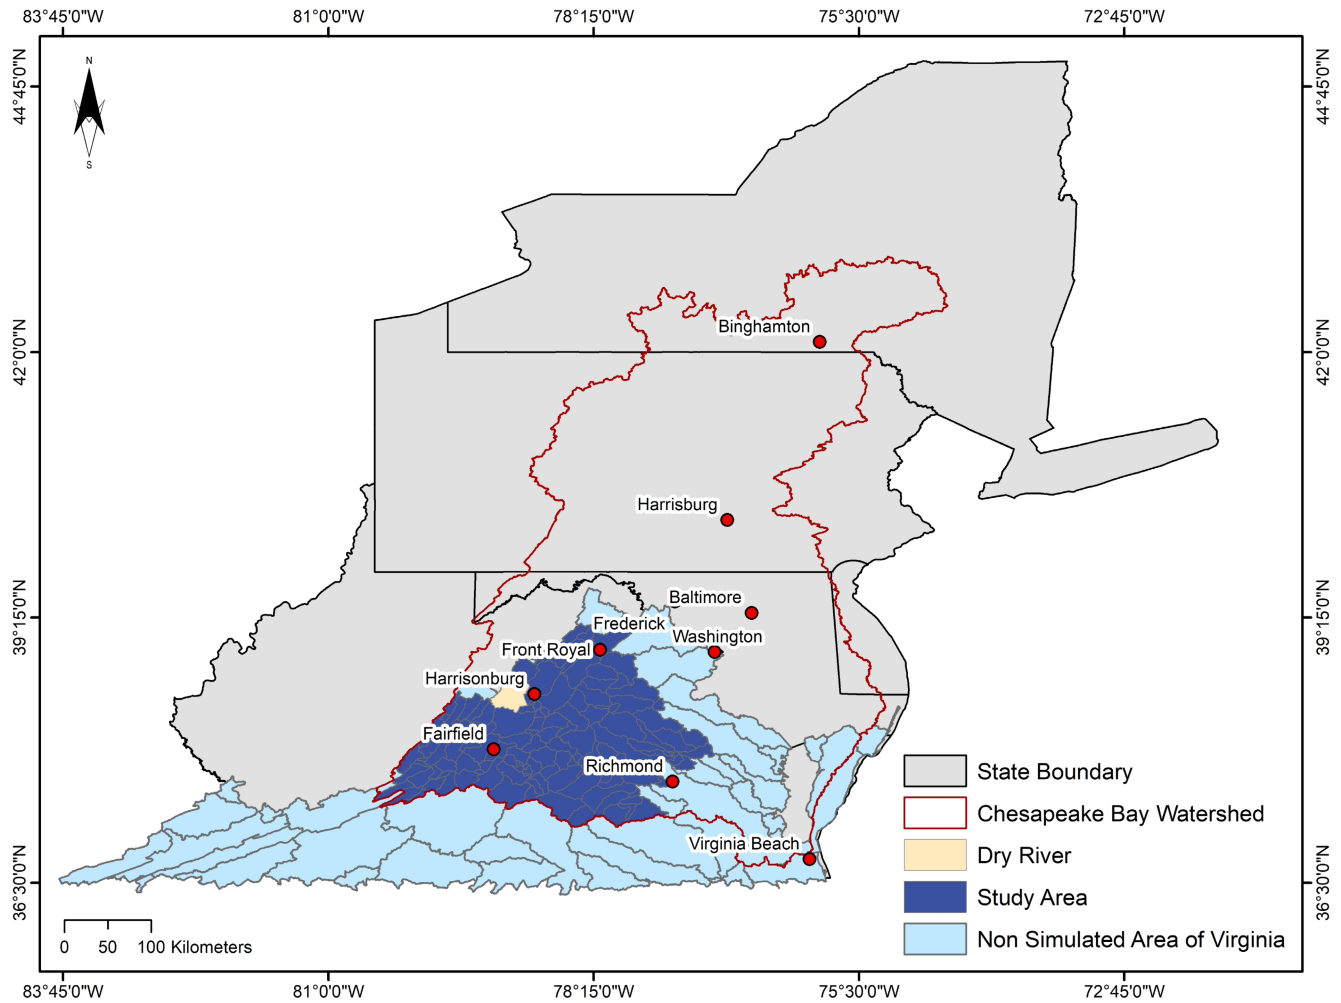 83°45'0"W
81°0'0"W
78°15'0"W
75°30'0"W
72°45'0"W
44°45'0"N
44°45'0"N
N
S
Binghamton
42°0'0"N
42°0'0"N
Harrisburg
Baltimore
39°15'0"N
39°15'0"N
Frederick
Washington
Front Royal
Harrisonburg
Fairfield
Richmond
Virginia Beach
State Boundary
Chesapeake Bay Watershed
Dry River
Study Area
Non Simulated Area of Virginia
36°30'0"N
36°30'0"N
0 50 100 Kilometers
83°45'0"W
81°0'0"W
78°15'0"W
75°30'0"W
72°45'0"W